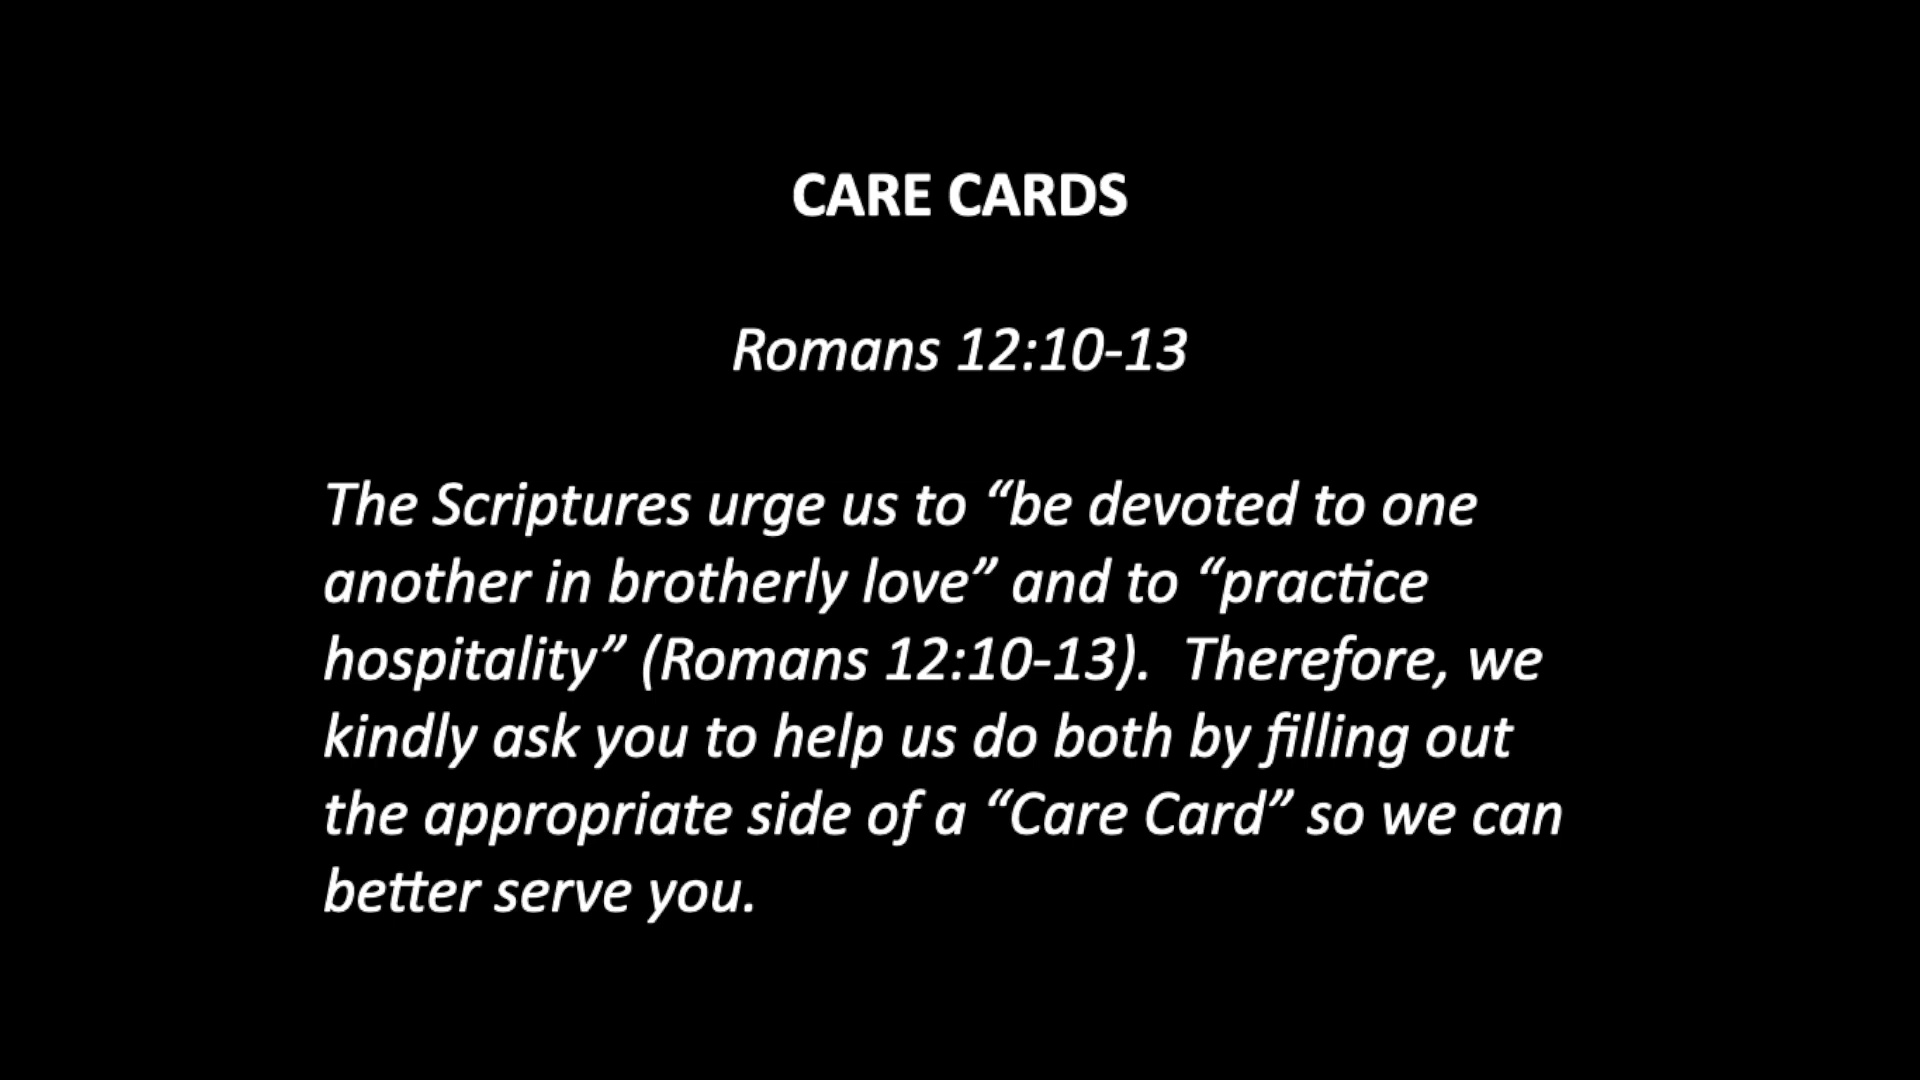 CARE CARDS
Romans 12:10-13
The Scriptures urge us to “be devoted to one
another in brotherly love” and to “practice
hospitality” (Romans 12:10-13).  Therefore, we
kindly ask you to help us do both by filling out
the appropriate side of a “Care Card” so we can
better serve you.